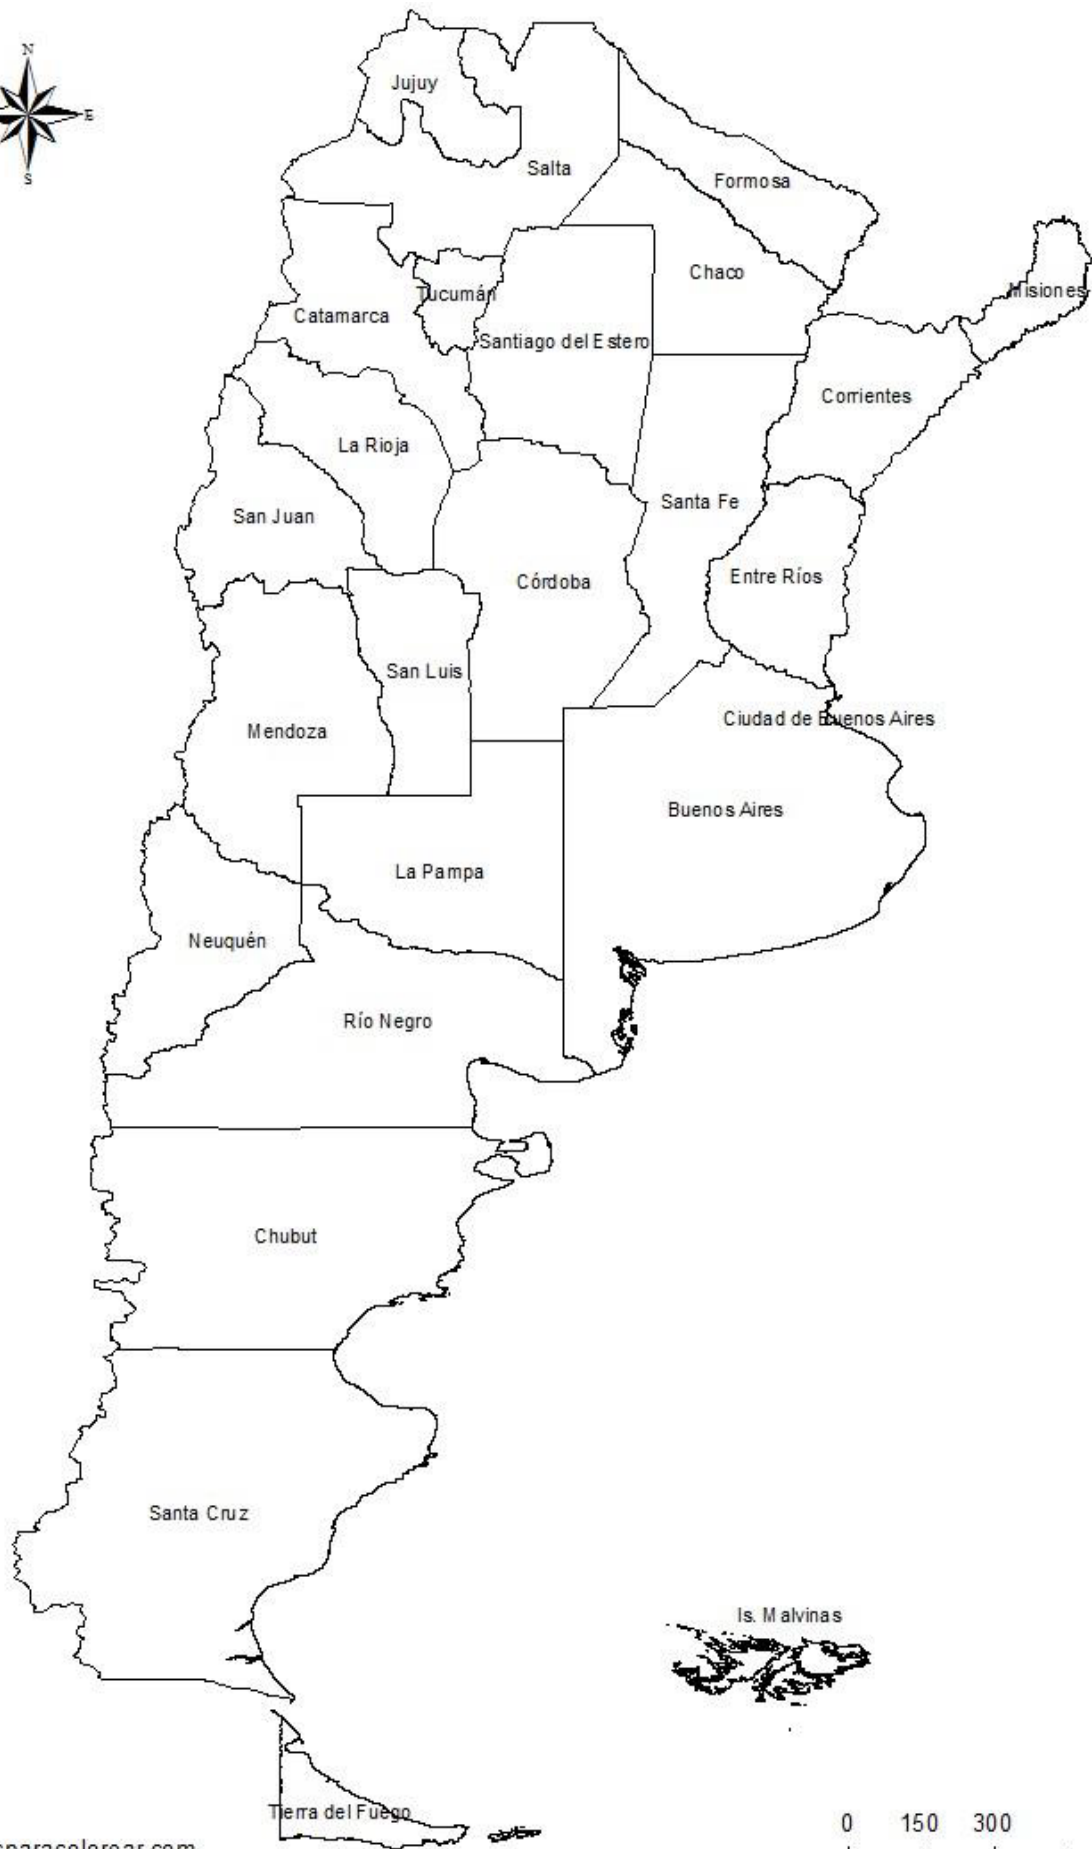 N
Jujuy
E
S
Salta
Formosa
Chaco
Misiones
Tucumán
Catamarca
Santiago del Estero
Corrientes
La Rioja
Santa Fe
San Juan
Entre Ríos
Córdoba
San Luis
Ciudad de Buenos Aires
Mendoza
Buenos Aires
La Pampa
Neuquén
Río Negro
Chubut
Santa Cruz
Is. Malvinas
Tierra del Fuego
0 150 300